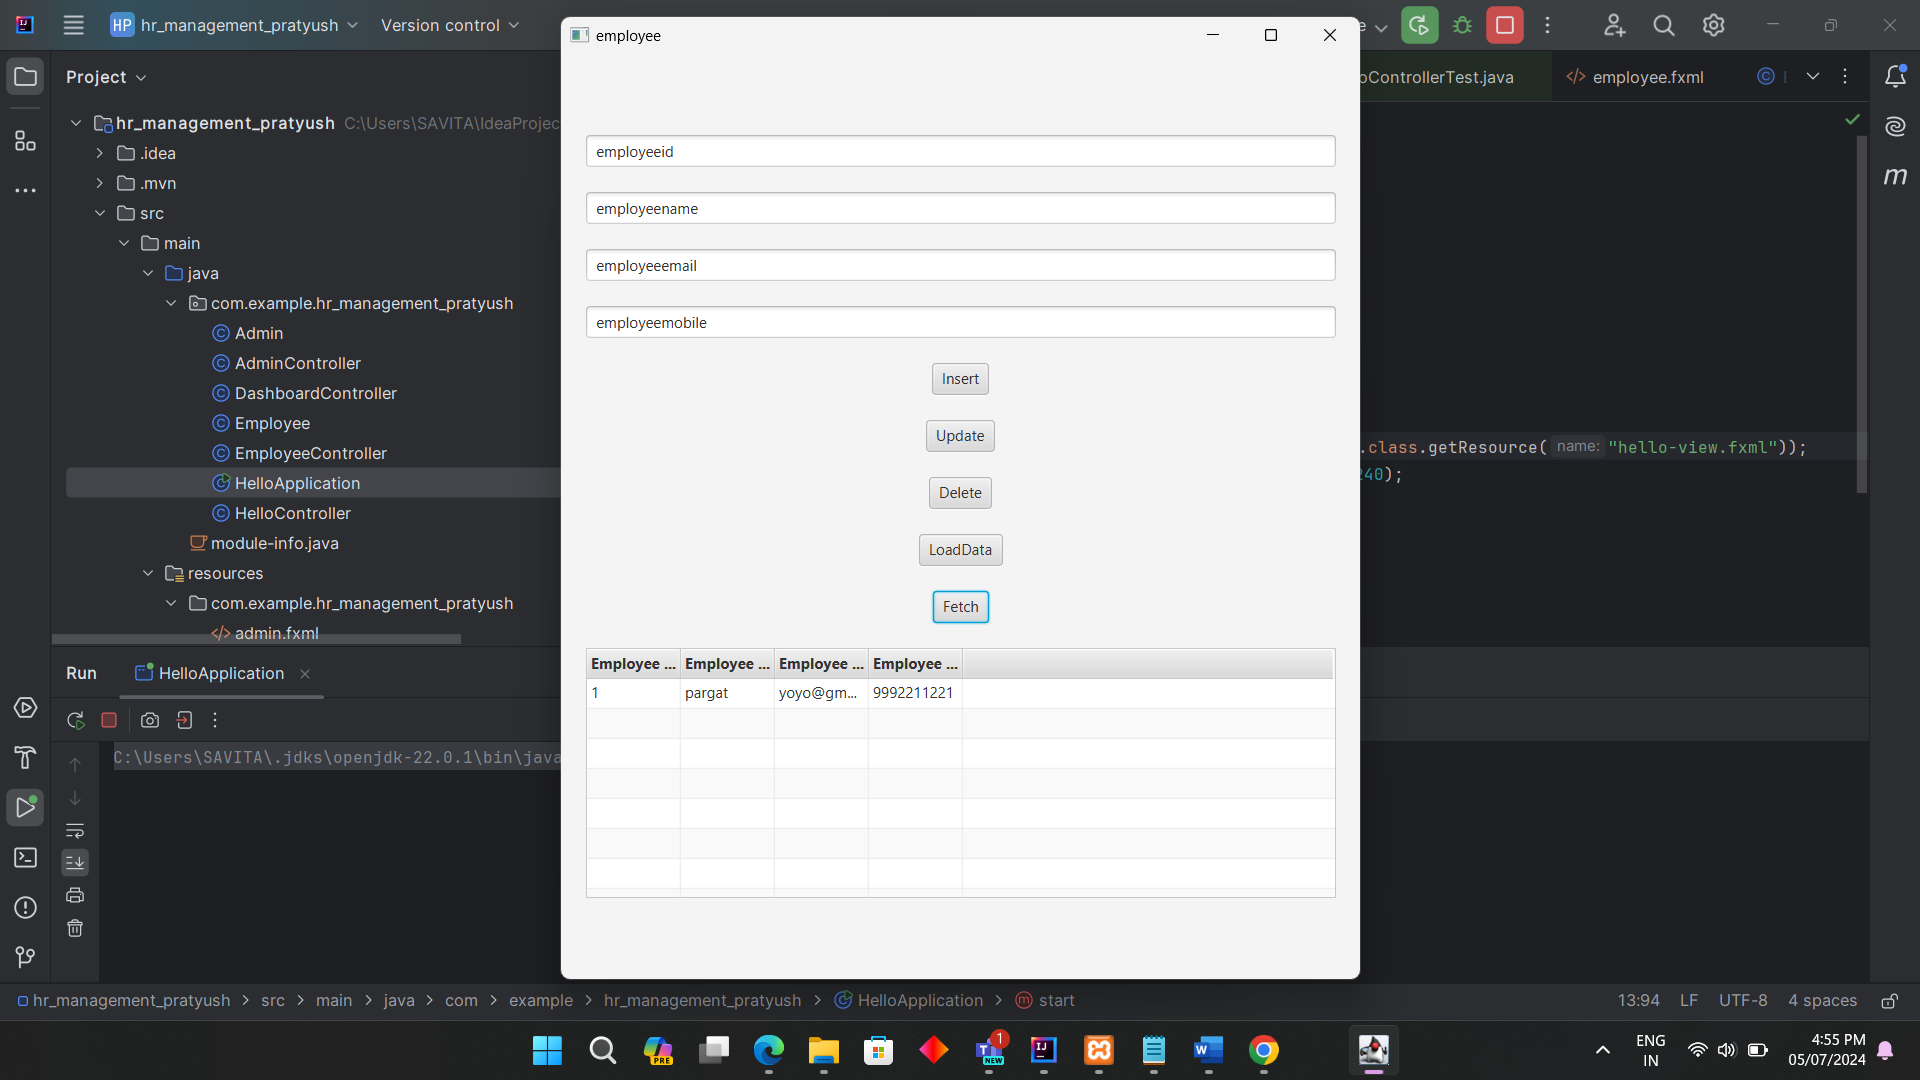 HP hr_management_pratyush Version control
Project
hr_management_pratyush C:\Users\SAVITA\IdeaProjec
.idea
.mvn
src
main
java
com.example.hr_management_pratyush
Admin
AdminController
DashboardController
Employee
EmployeeController
HelloApplication
HelloController
module-info.java
resources
com.example.hr_management_pratyush
admin.fxml
employee
employeeid
employeename
employeeemail
employeemobile
Insert
Update
Delete
LoadData
Fetch
Employee ... Employee ... Employee ... Employee ...
1 pargat yoyo@gm... 9992211221
oControllerTest.java employee.fxml
.class.getResource( name: "hello-view.fxml"));
240);
Run HelloApplication
C:\Users\SAVITA\.jdks\openjdk-22.0.1\bin\java
hr_management_pratyush > src > main > java > com > example > hr_management_pratyush > HelloApplication > start
13:94 LF UTF-8 4 spaces
PRE
1
NEW
ENG
IN
4:55 PM
05/07/2024